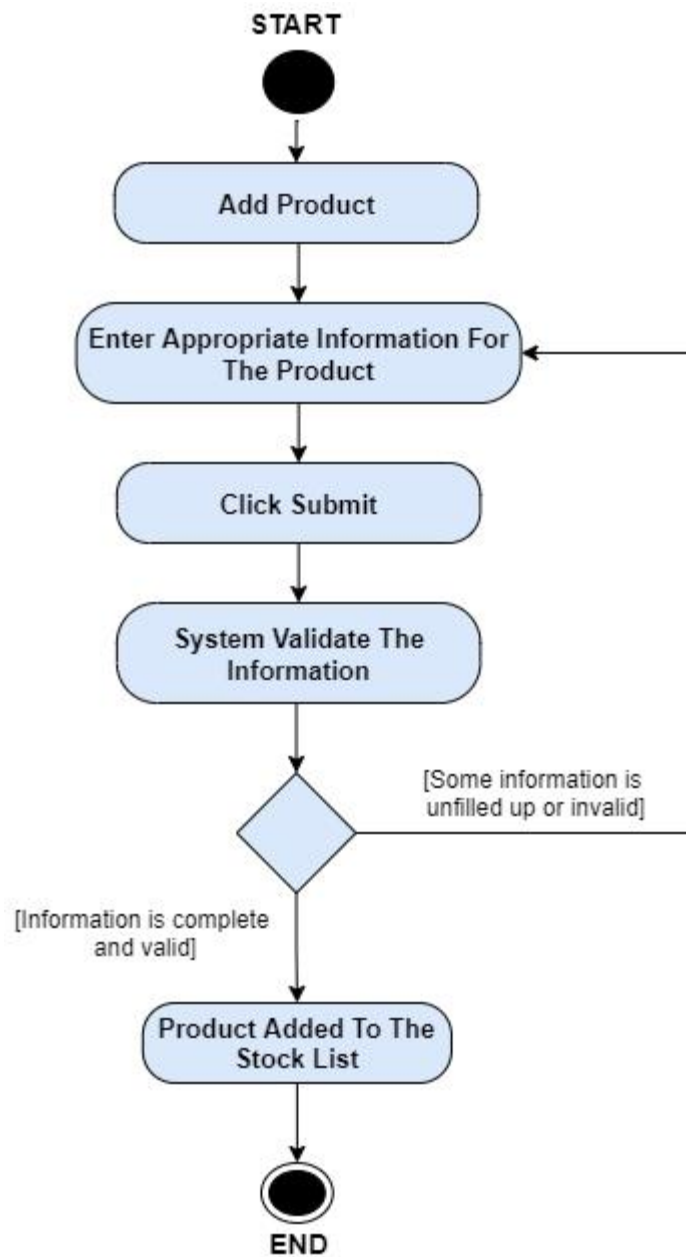 START
Add Product
Enter Appropriate Information For
The Product
Click Submit
System Validate The
Information
[Some information is
unfilled up or invalid]
[Information is complete
and valid]
Product Added To The
Stock List
END